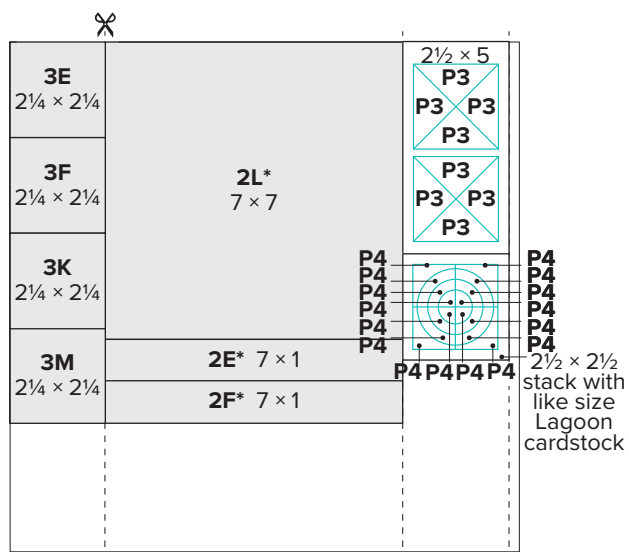 3E
2¼ × 2¼
3F
2¼ × 2¼
3K
2¼ × 2¼
3M
2¼ × 2¼
2L*
7 × 7
2E* 7 × 1
2F* 7 × 1
2½ × 5
P3
P3 P3
P3
P3
P3 P3
P3
P4 P4
P4 P4
P4 P4
P4 P4
P4 P4
P4 P4
P4 P4 P4 P4
2½ × 2½
stack with
like size
Lagoon
cardstock